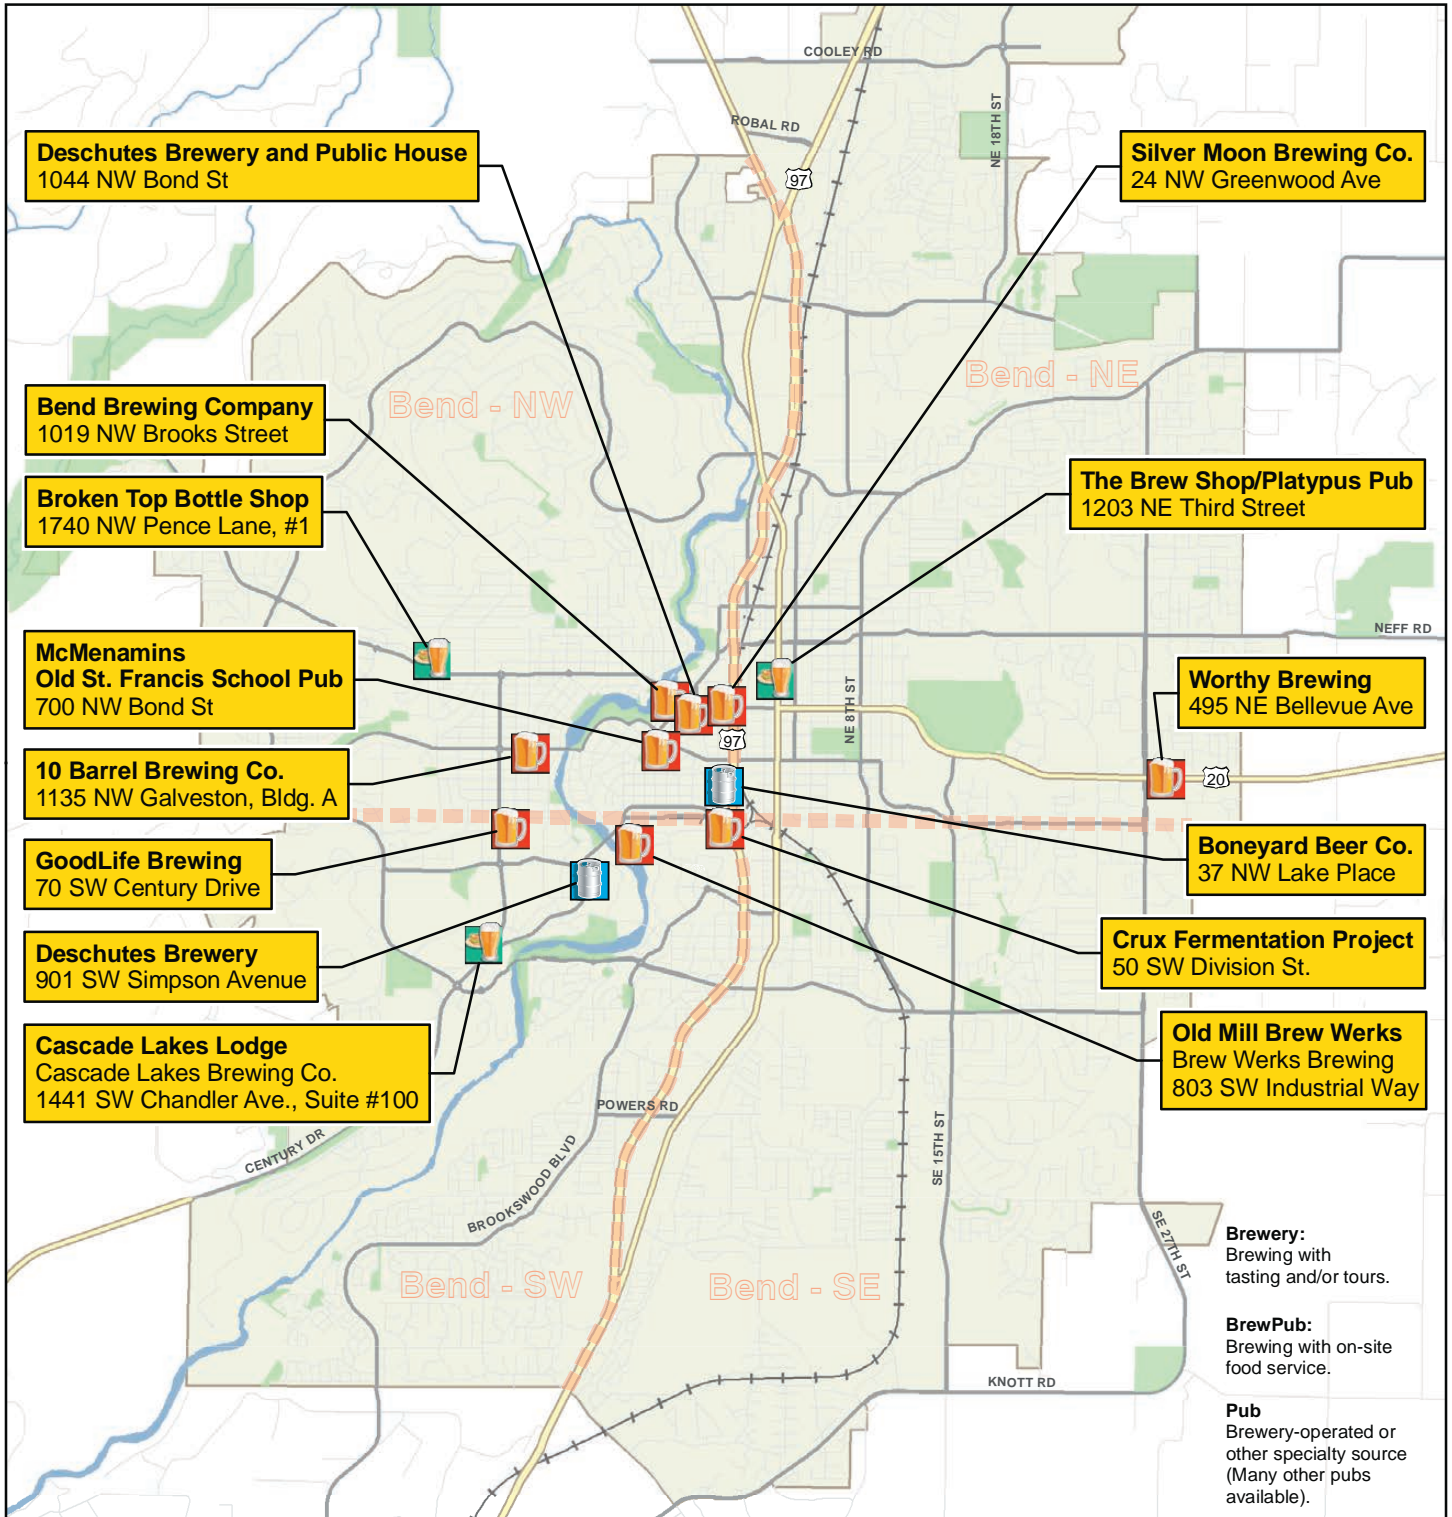 COOLEY RD
ROBAL RD
NE 18TH ST
97
Deschutes Brewery and Public House
1044 NW Bond St
Silver Moon Brewing Co.
24 NW Greenwood Ave
Bend - NW
Bend - NE
Bend Brewing Company
1019 NW Brooks Street
Broken Top Bottle Shop
1740 NW Pence Lane, #1
The Brew Shop/Platypus Pub
1203 NE Third Street
NEFF RD
McMenamins
Old St. Francis School Pub
700 NW Bond St
Worthy Brewing
495 NE Bellevue Ave
NE 8TH ST
97
20
10 Barrel Brewing Co.
1135 NW Galveston, Bldg. A
GoodLife Brewing
70 SW Century Drive
Boneyard Beer Co.
37 NW Lake Place
Deschutes Brewery
901 SW Simpson Avenue
Crux Fermentation Project
50 SW Division St.
Cascade Lakes Lodge
Cascade Lakes Brewing Co.
1441 SW Chandler Ave., Suite #100
Old Mill Brew Werks
Brew Werks Brewing
803 SW Industrial Way
POWERS RD
CENTURY DR
BROOKSWOOD BLVD
SE 15TH ST
SE 27TH ST
Bend - SW
Bend - SE
KNOTT RD
Brewery:
Brewing with
tasting and/or tours.
BrewPub:
Brewing with on-site
food service.
Pub
Brewery-operated or
other specialty source
(Many other pubs
available).